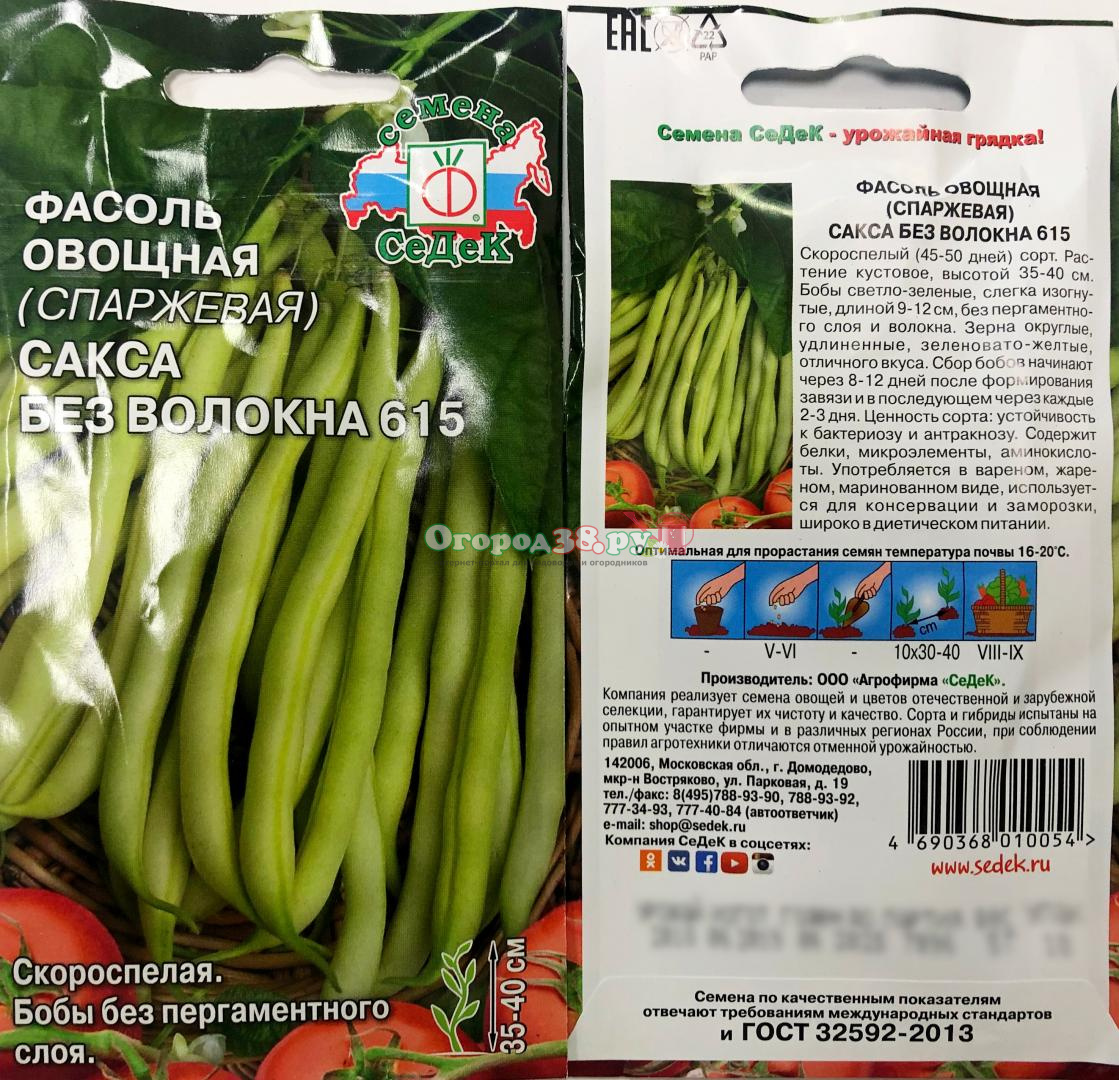 семена
СеДеК
ФАСОЛЬ
ОВОЩНАЯ
(СПАРЖЕВАЯ)
САКСА
БЕЗ ВОЛОКНА 615
Скороспелая.
Бобы без пергаментного
слоя.
35-40 см
EAC
22
PAP
Семена СеДеК - урожайная грядка!
ФАСОЛЬ ОВОЩНАЯ
(СПАРЖЕВАЯ)
САКСА БЕЗ ВОЛОКНА 615
Скороспелый (45-50 дней) сорт. Рас-
тение кустовое, высотой 35-40 см.
Бобы светло-зеленые, слегка изогну-
тые, длиной 9-12 см, без пергаментно-
го слоя и волокна. Зерна округлые,
удлиненные, зеленовато-желтые,
отличного вкуса. Сбор бобов начинают
через 8-12 дней после формирования
завязи и в последующем через каждые
2-3 дня. Ценность сорта: устойчивость
к бактериозу и антракнозу. Содержит
белки, микроэлементы, аминокисло-
ты. Употребляется в вареном, жаре-
ном, маринованном виде, использует-
ся для консервации и заморозки,
широко в диетическом питании.
Огород38.ру
Оптимальная для прорастания семян температура почвы 16-20°С.
cm
- V-VI - 10x30-40 VIII-IX
Производитель: ООО «Агрофирма «СеДеК».
Компания реализует семена овощей и цветов отечественной и зарубежной
селекции, гарантирует их чистоту и качество. Сорта и гибриды испытаны на
опытном участке фирмы и в различных регионах России, при соблюдении
правил агротехники отличаются отменной урожайностью.
142006, Московская обл., г. Домодедово,
мкр-н Востряково, ул. Парковая, д. 19
тел./факс: 8(495)788-93-90, 788-93-92,
777-34-93, 777-40-84 (автоответчик)
e-mail: shop@sedek.ru
Компания СеДеК в соцсетях:
4 690368 010054 >
www.sedek.ru
Семена по качественным показателям
отвечают требованиям международных стандартов
и ГОСТ 32592-2013